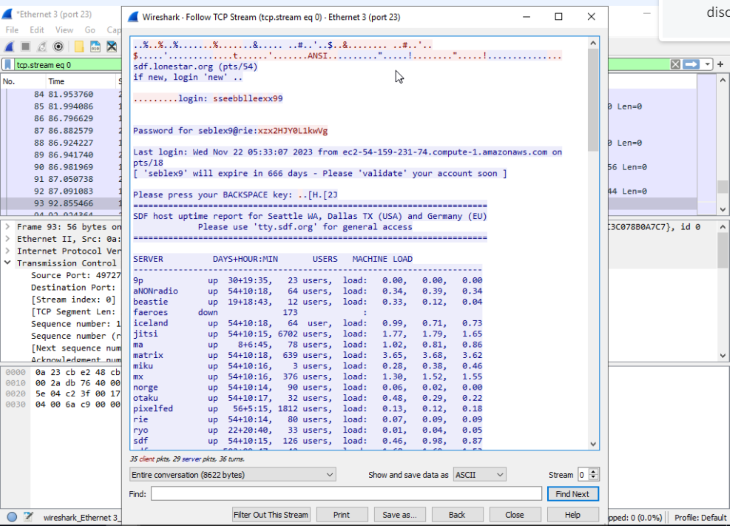 *Ethernet 3 (port 23)
File Edit View Go Cap
tcp.stream eq 0
No. Time
84 81.953760
85 81.994086
86 86.796629
87 86.882579
88 86.924227
89 86.941740
90 86.981969
91 87.050738
92 87.091083
93 92.855466
94 92.924364
Frame 93: 56 bytes on
Ethernet II, Src: 0a:
Internet Protocol Ver
Transmission Control
Source Port: 49727
Destination Port:
[Stream index: 0]
[TCP Segment Len:
Sequence number: 1
Sequence number (r
[Next sequence num
Acknowledgment numb
0000 0a 23 cb e2 48 cb
0010 00 2a db 76 40 00
0020 5e 04 c2 3f 00 17
0030 04 00 6a c9 00 00
wireshark_Ethernet 3_
Wireshark · Follow TCP Stream (tcp.stream eq 0) · Ethernet 3 (port 23)
..%..%..%.......%.......&..... ..#..'..$..&........ ..#..'..
$.....'............t.....'.......ANSI..........."....!.......".....!...............
sdf.lonestar.org (pts/54)
if new, login 'new' ..
.........login: sseebblleexx99
Password for seblex9@rie:xzx2HJY0L1kwVg
Last login: Wed Nov 22 05:33:07 2023 from ec2-54-159-231-74.compute-1.amazonaws.com on
pts/18
[ 'seblex9' will expire in 666 days - Please 'validate' your account soon ]
Please press your BACKSPACE key: ..[H.[2J
======================================================================
SDF host uptime report for Seattle WA, Dallas TX (USA) and Germany (EU)
Please use 'tty.sdf.org' for general access
======================================================================
SERVER DAYS+HOUR:MIN USERS MACHINE LOAD
----------------------------------------------------------------------
9p up 30+19:35, 23 users, load: 0.00, 0.00, 0.00
aNONradio up 54+10:18, 64 users, load: 0.34, 0.39, 0.34
beastie up 19+18:43, 12 users, load: 0.33, 0.12, 0.04
faeroes down 173 :
iceland up 54+10:18, 64 user, load: 0.99, 0.71, 0.73
jitsi up 54+10:15, 6702 users, load: 1.77, 1.79, 1.65
ma up 8+6:45, 78 users, load: 1.02, 0.81, 0.86
matrix up 54+10:18, 639 users, load: 3.65, 3.68, 3.62
miku up 54+10:16, 3 users, load: 0.28, 0.38, 0.46
mx up 54+10:16, 376 users, load: 1.30, 1.52, 1.55
norge up 54+10:14, 90 users, load: 0.06, 0.02, 0.00
otaku up 54+10:17, 32 users, load: 0.48, 0.29, 0.22
pixelfed up 56+5:15, 1812 users, load: 0.13, 0.12, 0.18
rie up 54+10:14, 80 users, load: 0.07, 0.09, 0.09
ryo up 22+20:40, 33 users, load: 0.01, 0.04, 0.05
sdf up 54+10:15, 126 users, load: 0.46, 0.98, 0.87
35 client pkts, 29 server pkts, 36 turns.
Entire conversation (8622 bytes) Show and save data as ASCII Stream 0
Find: Find Next
Filter Out This Stream Print Save as... Back Close Help
disc
0 Len=0
0 Len=0
56 Len=0
44 Len=0
C3C078B0A7C7}, id 0
pped: 0 (0.0%) Profile: Default